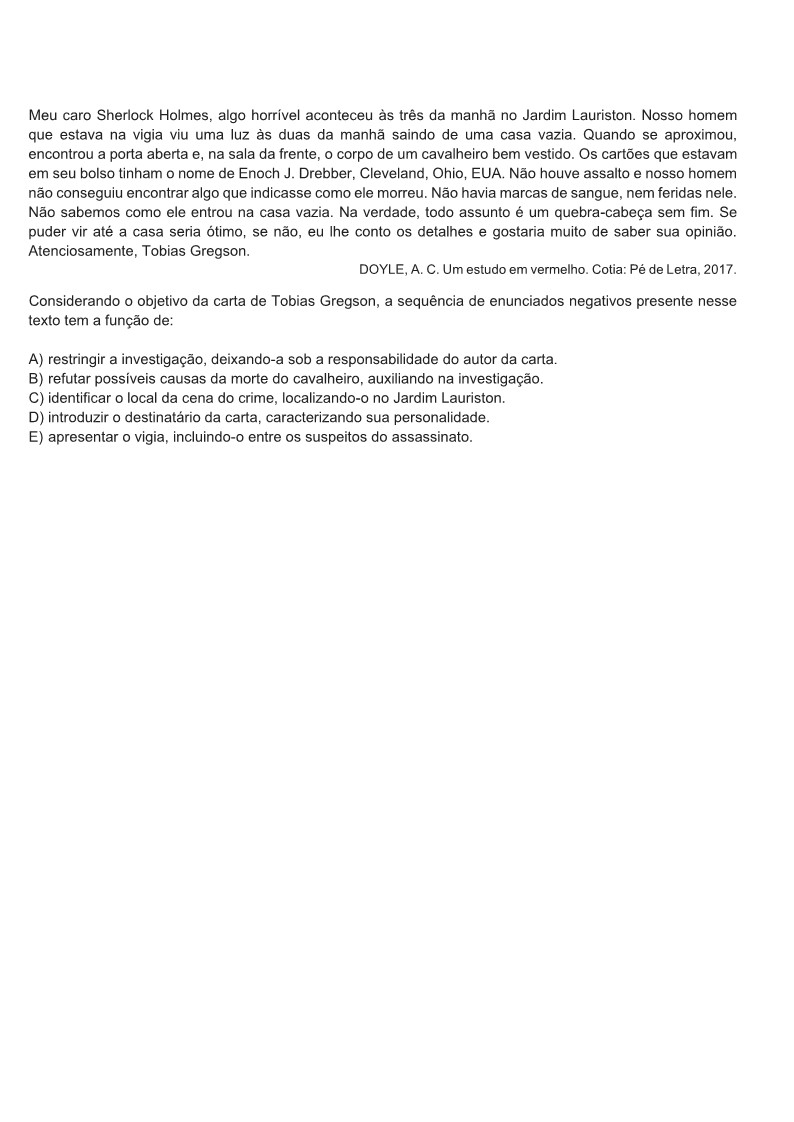 Meu caro Sherlock Holmes, algo horrível aconteceu às três da manhã no Jardim Lauriston. Nosso homem
que estava na vigia viu uma luz às duas da manhã saindo de uma casa vazia. Quando se aproximou,
encontrou a porta aberta e, na sala da frente, o corpo de um cavalheiro bem vestido. Os cartões que estavam
em seu bolso tinham o nome de Enoch J. Drebber, Cleveland, Ohio, EUA. Não houve assalto e nosso homem
não conseguiu encontrar algo que indicasse como ele morreu. Não havia marcas de sangue, nem feridas nele.
Não sabemos como ele entrou na casa vazia. Na verdade, todo assunto é um quebra-cabeça sem fim. Se
puder vir até a casa seria ótimo, se não, eu lhe conto os detalhes e gostaria muito de saber sua opinião.
Atenciosamente, Tobias Gregson.
DOYLE, A. C. Um estudo em vermelho. Cotia: Pé de Letra, 2017.
Considerando o objetivo da carta de Tobias Gregson, a sequência de enunciados negativos presente nesse
texto tem a função de:
A) restringir a investigação, deixando-a sob a responsabilidade do autor da carta.
B) refutar possíveis causas da morte do cavalheiro, auxiliando na investigação.
C) identificar o local da cena do crime, localizando-o no Jardim Lauriston.
D) introduzir o destinatário da carta, caracterizando sua personalidade.
E) apresentar o vigia, incluindo-o entre os suspeitos do assassinato.